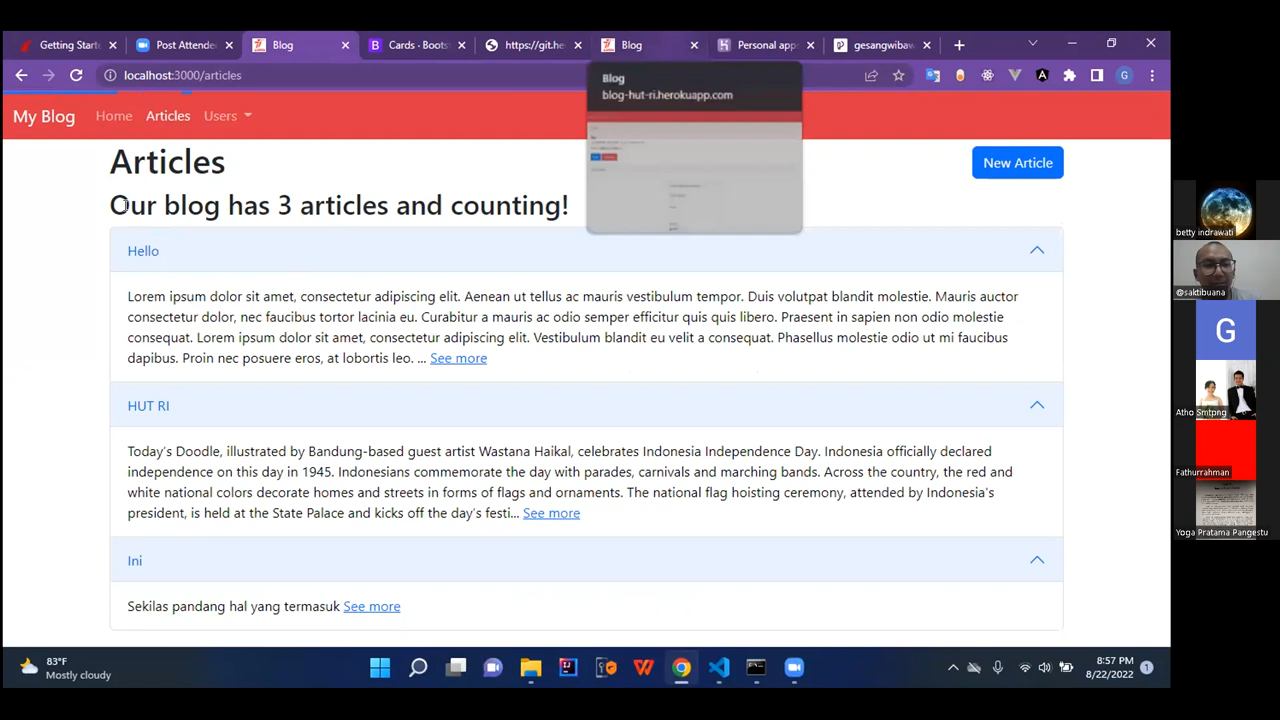 Getting Starte
Post Attende
Blog
Cards · Boots
https://git.he
Blog
Personal app
gesangwibaw
localhost:3000/articles
Blog
blog-hut-ri.herokuapp.com
My Blog
Home
Articles
Users
Articles
New Article
Our blog has 3 articles and counting!
Hello
Lorem ipsum dolor sit amet, consectetur adipiscing elit. Aenean ut tellus ac mauris vestibulum tempor. Duis volutpat blandit molestie. Mauris auctor
consectetur dolor, nec faucibus tortor lacinia eu. Curabitur a mauris ac odio semper efficitur quis quis libero. Praesent in sapien non odio molestie
consequat. Lorem ipsum dolor sit amet, consectetur adipiscing elit. Vestibulum blandit eu velit a consequat. Phasellus molestie odio ut mi faucibus
dapibus. Proin nec posuere eros, at lobortis leo. ... See more
HUT RI
Today's Doodle, illustrated by Bandung-based guest artist Wastana Haikal, celebrates Indonesia Independence Day. Indonesia officially declared
independence on this day in 1945. Indonesians commemorate the day with parades, carnivals and marching bands. Across the country, the red and
white national colors decorate homes and streets in forms of flags and ornaments. The national flag hoisting ceremony, attended by Indonesia's
president, is held at the State Palace and kicks off the day's festi... See more
Ini
Sekilas pandang hal yang termasuk See more
betty indrawati
@saktibuana
G
Atho Smtpng
Fathurrahman
Yoga Pratama Pangestu
83°F
Mostly cloudy
8:57 PM
8/22/2022
1